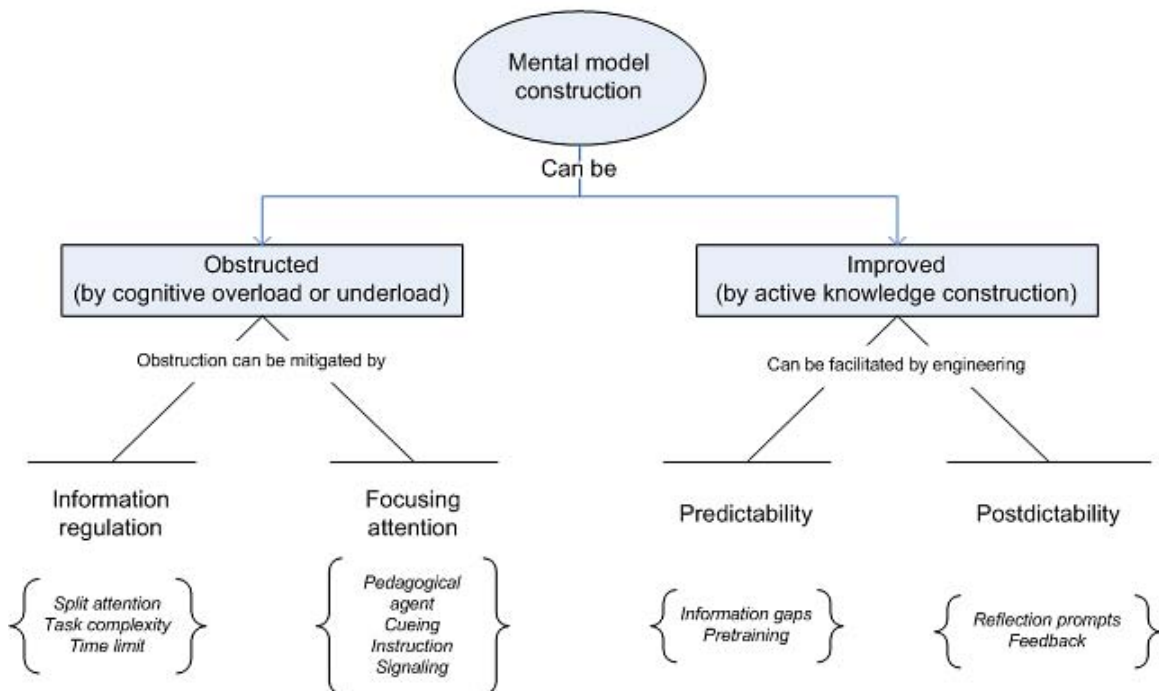 Mental model
construction
Can be
Obstructed
(by cognitive overload or underload)
Improved
(by active knowledge construction)
Obstruction can be mitigated by
Can be facilitated by engineering
Information
regulation
Focusing
attention
Predictability
Postdictability
Split attention
Task complexity
Time limit
Pedagogical
agent
Cueing
Instruction
Signaling
Information gaps
Pretraining
Reflection prompts
Feedback